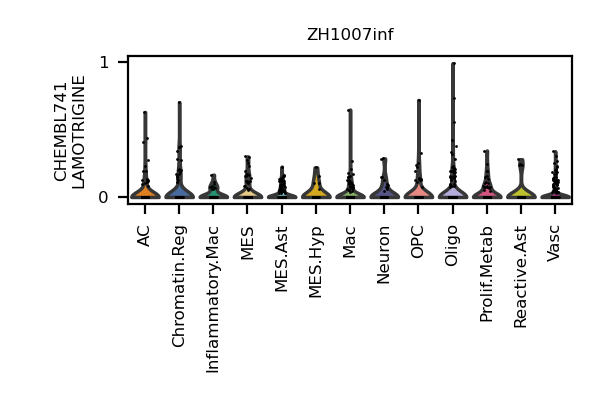 ZH1007inf
CHEMBL741
LAMOTRIGINE
1
0
AC
Chromatin.Reg
Inflammatory.Mac
MES
MES.Ast
MES.Hyp
Mac
Neuron
OPC
Oligo
Prolif.Metab
Reactive.Ast
Vasc